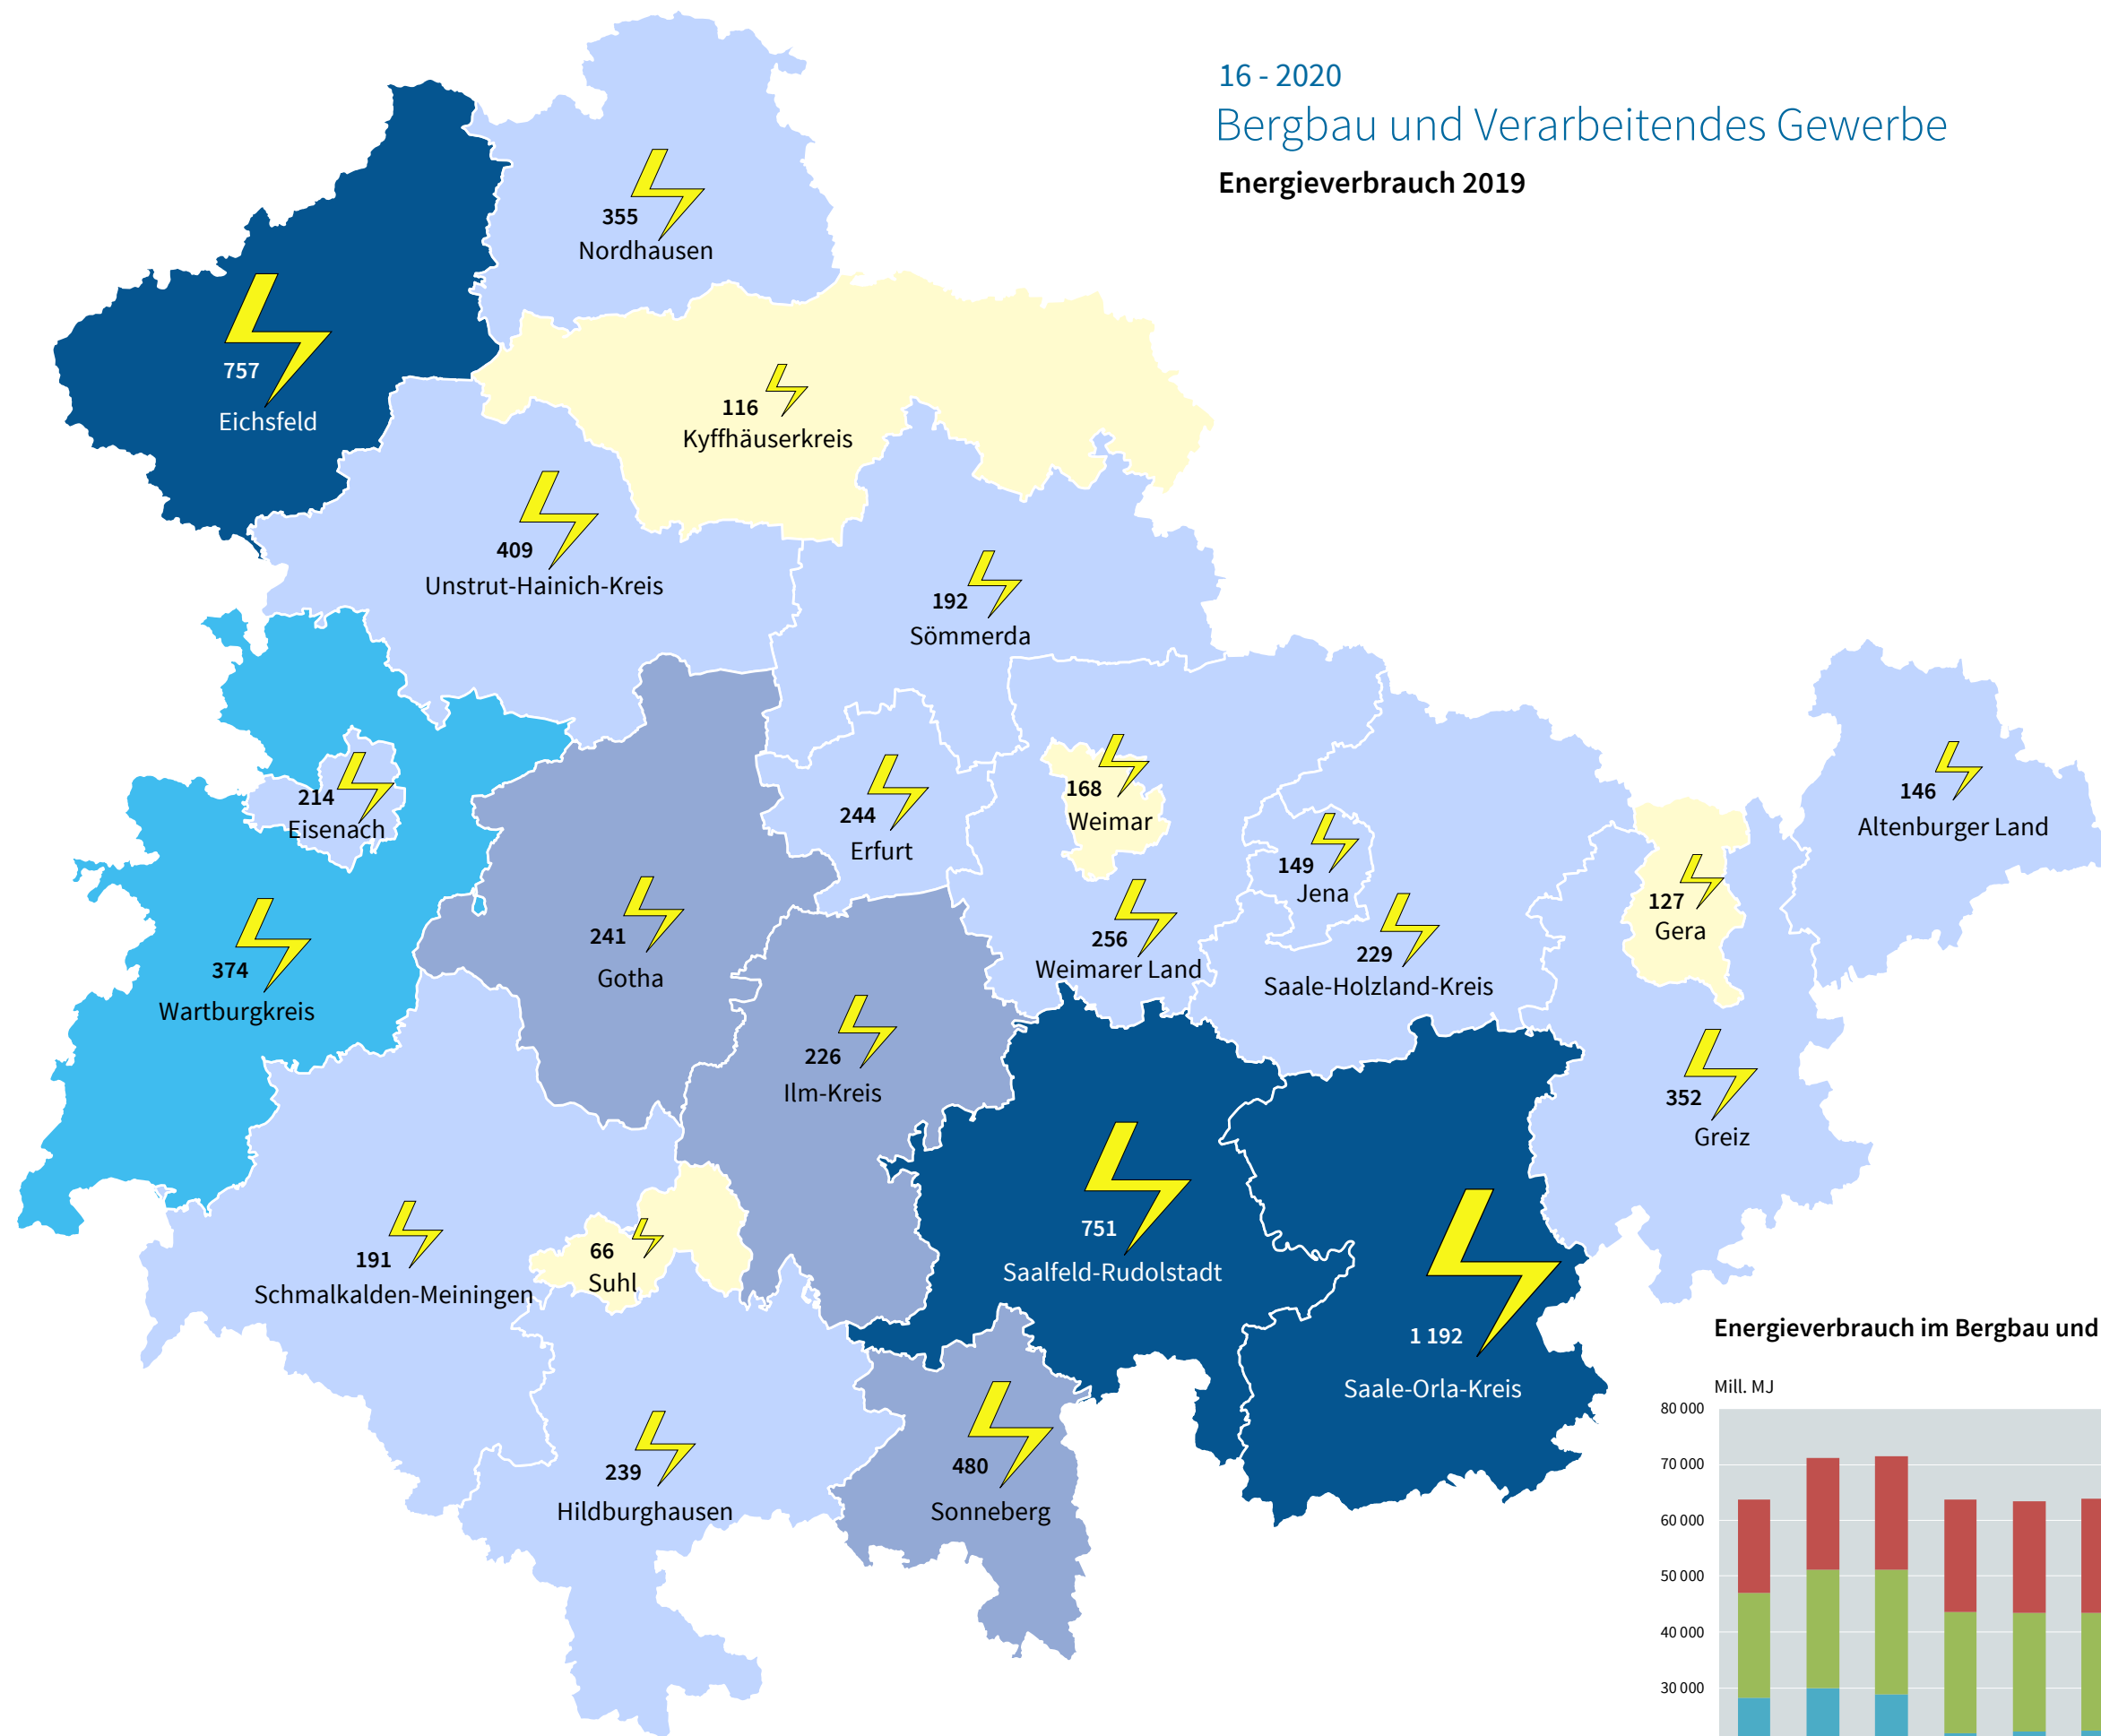 16 - 2020
Bergbau und Verarbeitendes Gewerbe
Energieverbrauch 2019
355
Nordhausen
757
Eichsfeld
116
Kyffhäuserkreis
409
Unstrut-Hainich-Kreis
192
Sömmerda
214
Eisenach
244
Erfurt
168
Weimar
149
Jena
146
Altenburger Land
127
Gera
374
Wartburgkreis
241
Gotha
256
Weimarer Land
229
Saale-Holzland-Kreis
226
Ilm-Kreis
352
Greiz
191
Schmalkalden-Meiningen
66
Suhl
751
Saalfeld-Rudolstadt
1 192
Saale-Orla-Kreis
239
Hildburghausen
480
Sonneberg
Energieverbrauch im Bergbau und
Mill. MJ
80 000
70 000
60 000
50 000
40 000
30 000